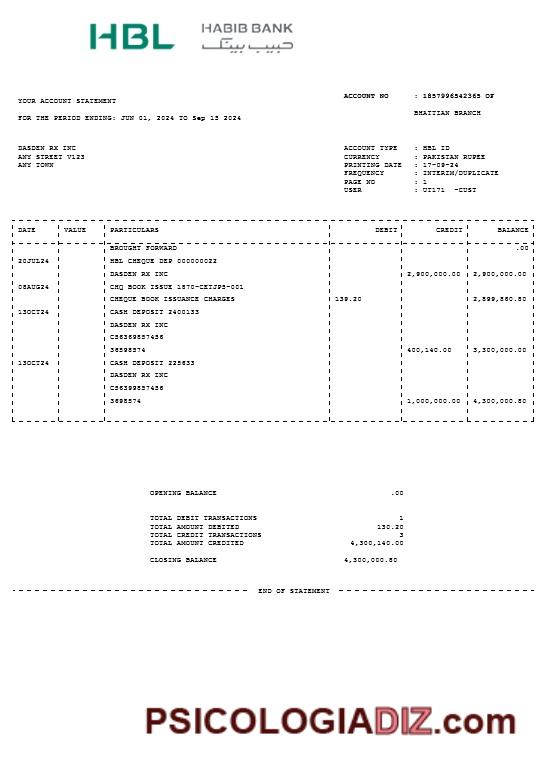 HBL HABIB BANK
حبيب بينک
ACCOUNT NO : 1857996542365 OF
YOUR ACCOUNT STATEMENT
BHATTIAN BRANCH
FOR THE PERIOD ENDING: JUN 01, 2024 TO Sep 15 2024
DASDEN RX INC ACCOUNT TYPE : HBL ID
ANY STREET V123 CURRENCY : PAKISTAN RUPEE
ANY TOWN PRINTING DATE : 17-09-24
FREQUENCY : INTERIM/DUPLICATE
PAGE NO : 1
USER : UT171 -CUST
DATE VALUE PARTICULARS DEBIT CREDIT BALANCE
BROUGHT FORWARD .00
20JUL24 HBL CHEQUE DEP 000000022
DASDEN RX INC 2,900,000.00 2,900,000.00
08AUG24 CHQ BOOK ISSUE 1870-CETJPS-001
CHEQUE BOOK ISSUANCE CHARGES 139.20 2,899,860.80
13OCT24 CASH DEPOSIT 2400133
DASDEN RX INC
C56369857456
36598574 400,140.00 3,300,000.00
13OCT24 CASH DEPOSIT 225633
DASDEN RX INC
C56399857456
3698574 1,000,000.00 4,300,000.80
OPENING BALANCE .00
TOTAL DEBIT TRANSACTIONS 1
TOTAL AMOUNT DEBITED 130.20
TOTAL CREDIT TRANSACTIONS 3
TOTAL AMOUNT CREDITED 4,300,140.00
CLOSING BALANCE 4,300,000.80
END OF STATEMENT
PSICOLOGIADIZ.com